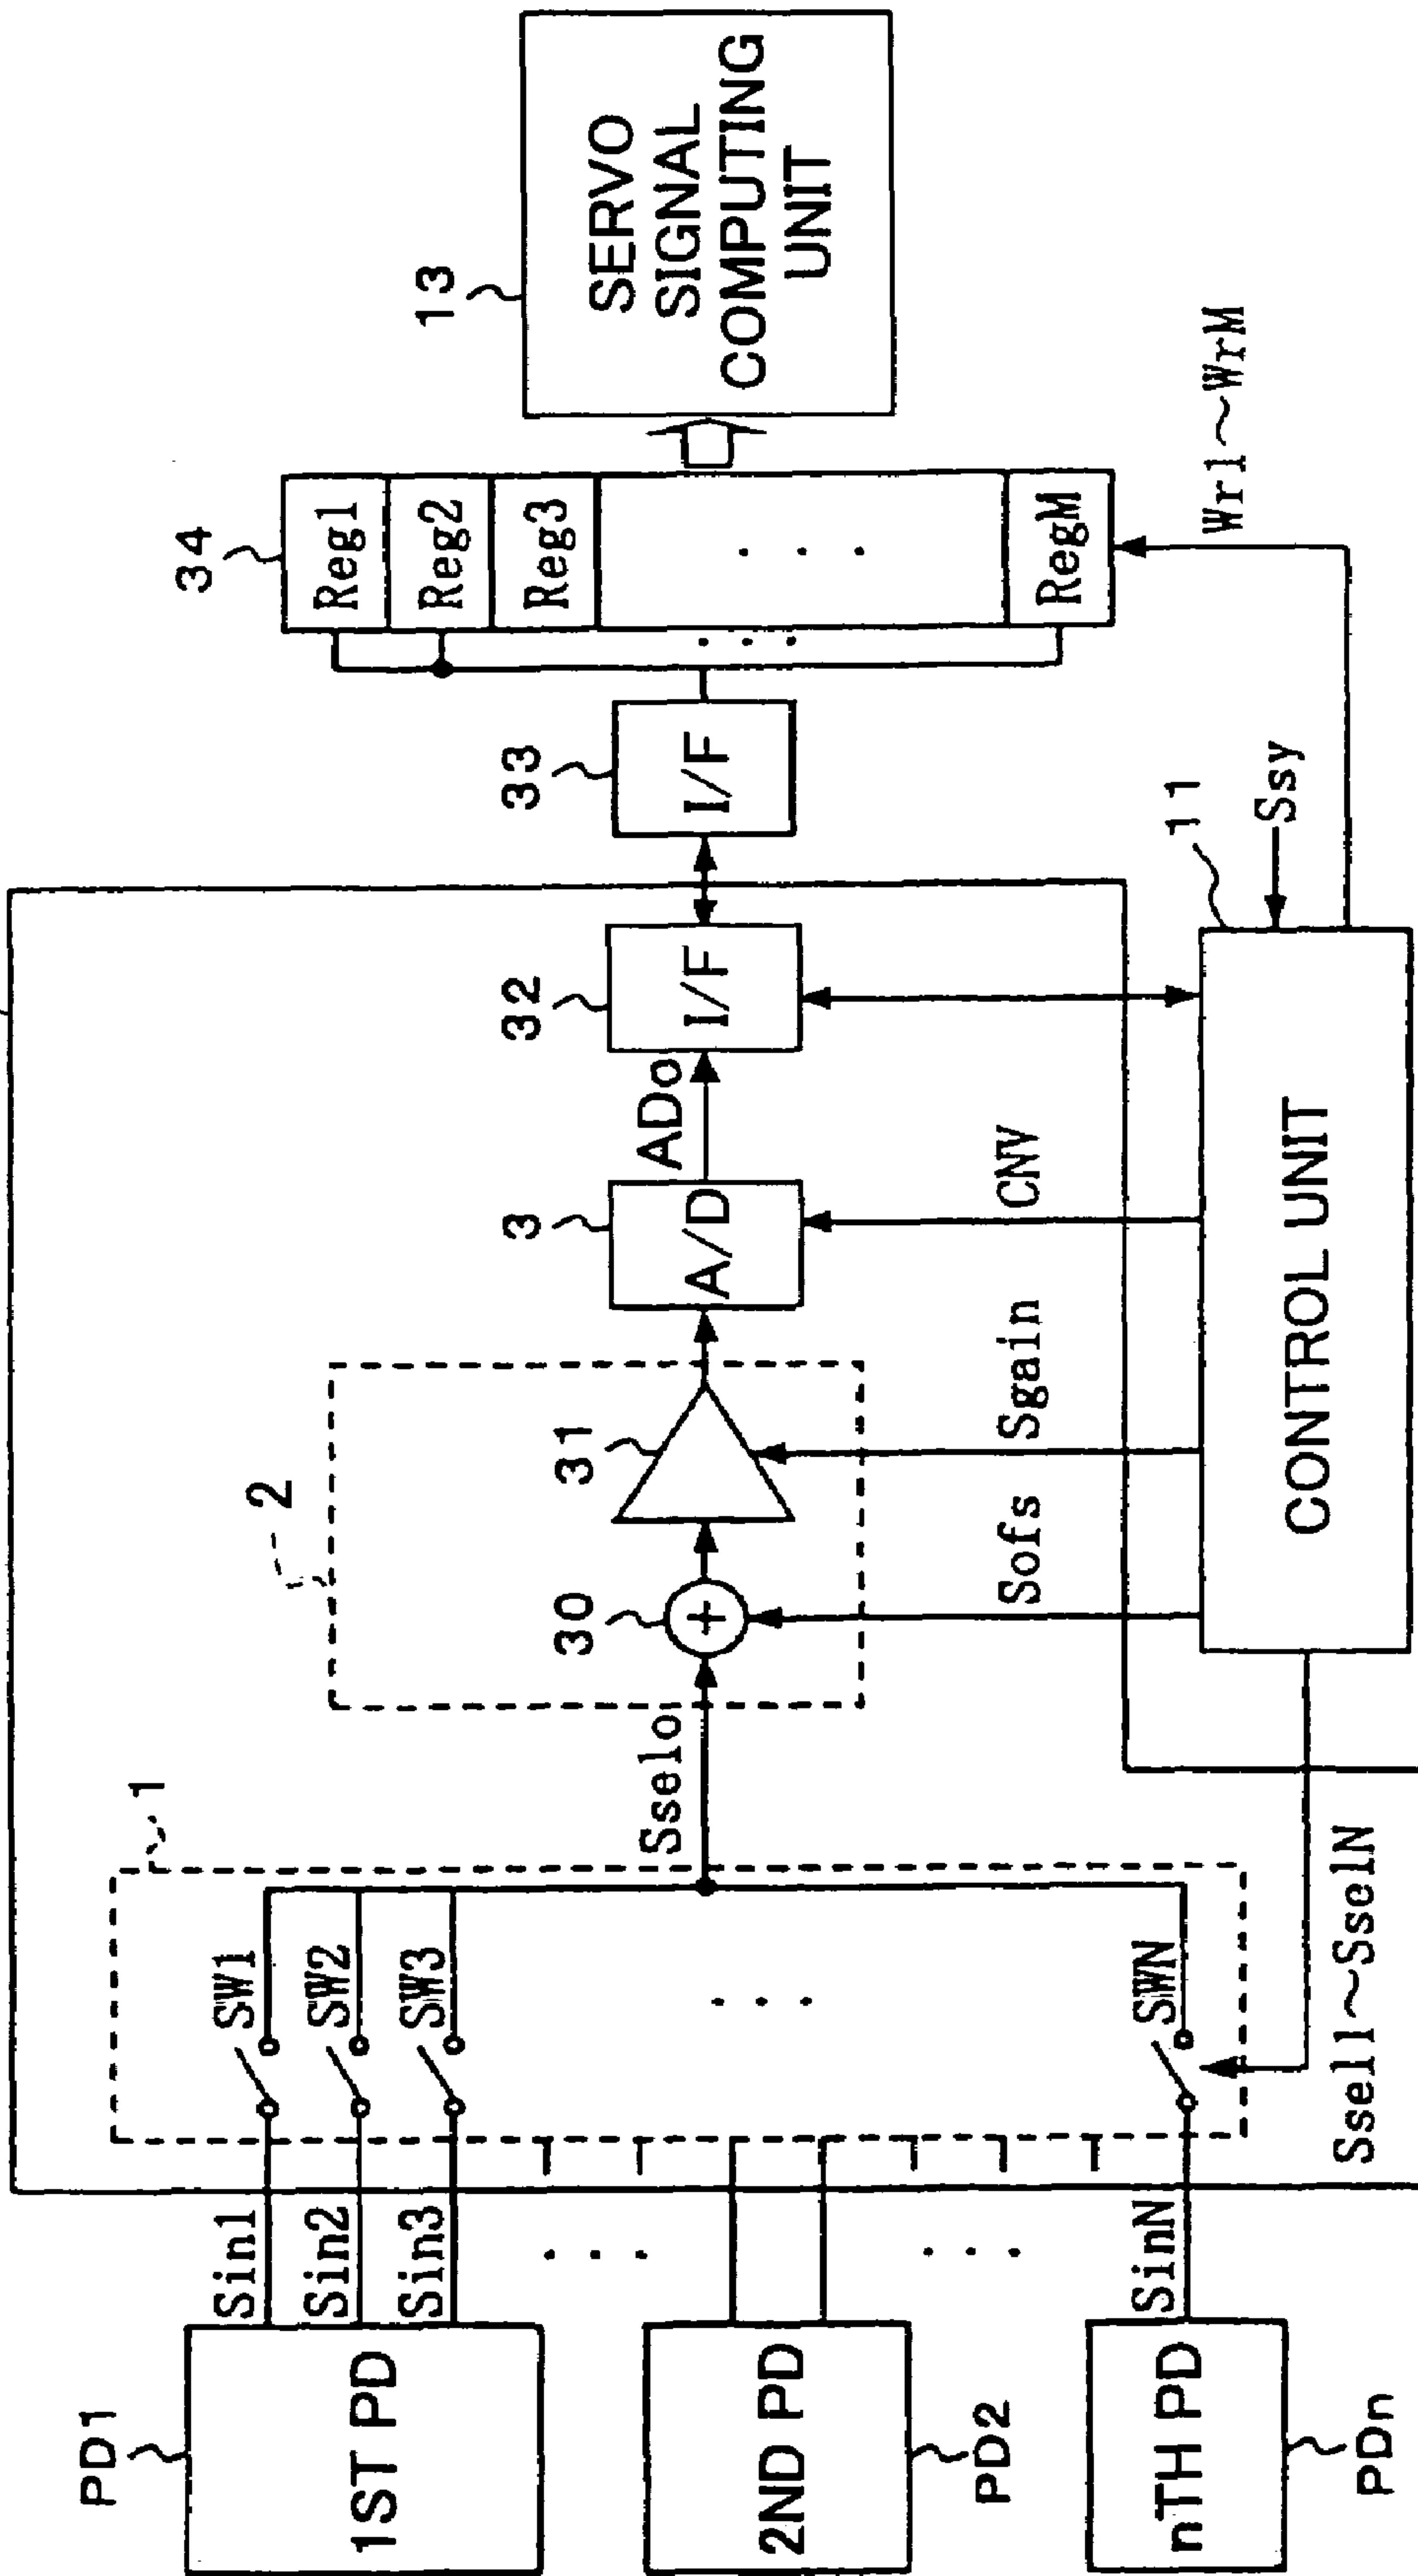 PD1
1ST PD
2ND PD
PD2
nTH PD
PDn
Sin1
Sin2
Sin3
SinN
1
SW1
SW2
SW3
SWN
Ssel1~SselN
Sselo
2
30
31
Sofs
Sgain
3
A/D
ADo
CNV
32
I/F
33
I/F
CONTROL UNIT
11
Ssy
34
Reg1
Reg2
Reg3
RegM
Wr1~WrM
13
SERVO
SIGNAL
COMPUTING
UNIT